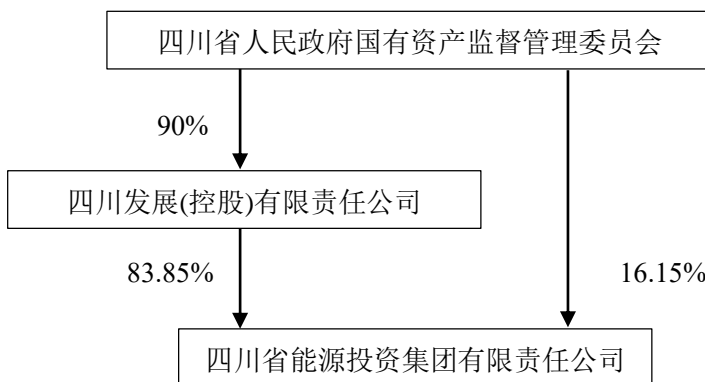 四川省人民政府国有资产监督管理委员会
90%
四川发展(控股)有限责任公司
83.85%
16.15%
四川省能源投资集团有限责任公司